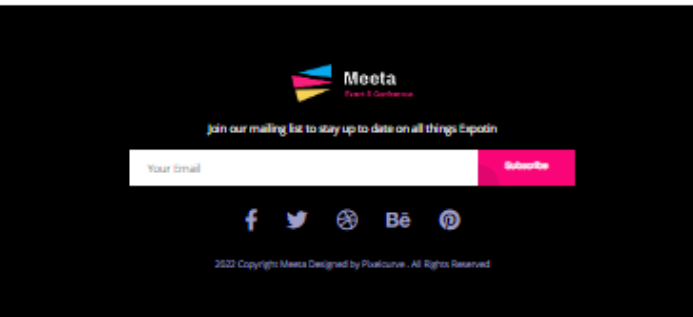 Meeta
Event & Conference
Join our mailing list to stay up to date on all things Expotin
Your Email
Subscribe
Bē
2022 Copyright Meeta Designed by Pixelcurve . All Rights Reserved